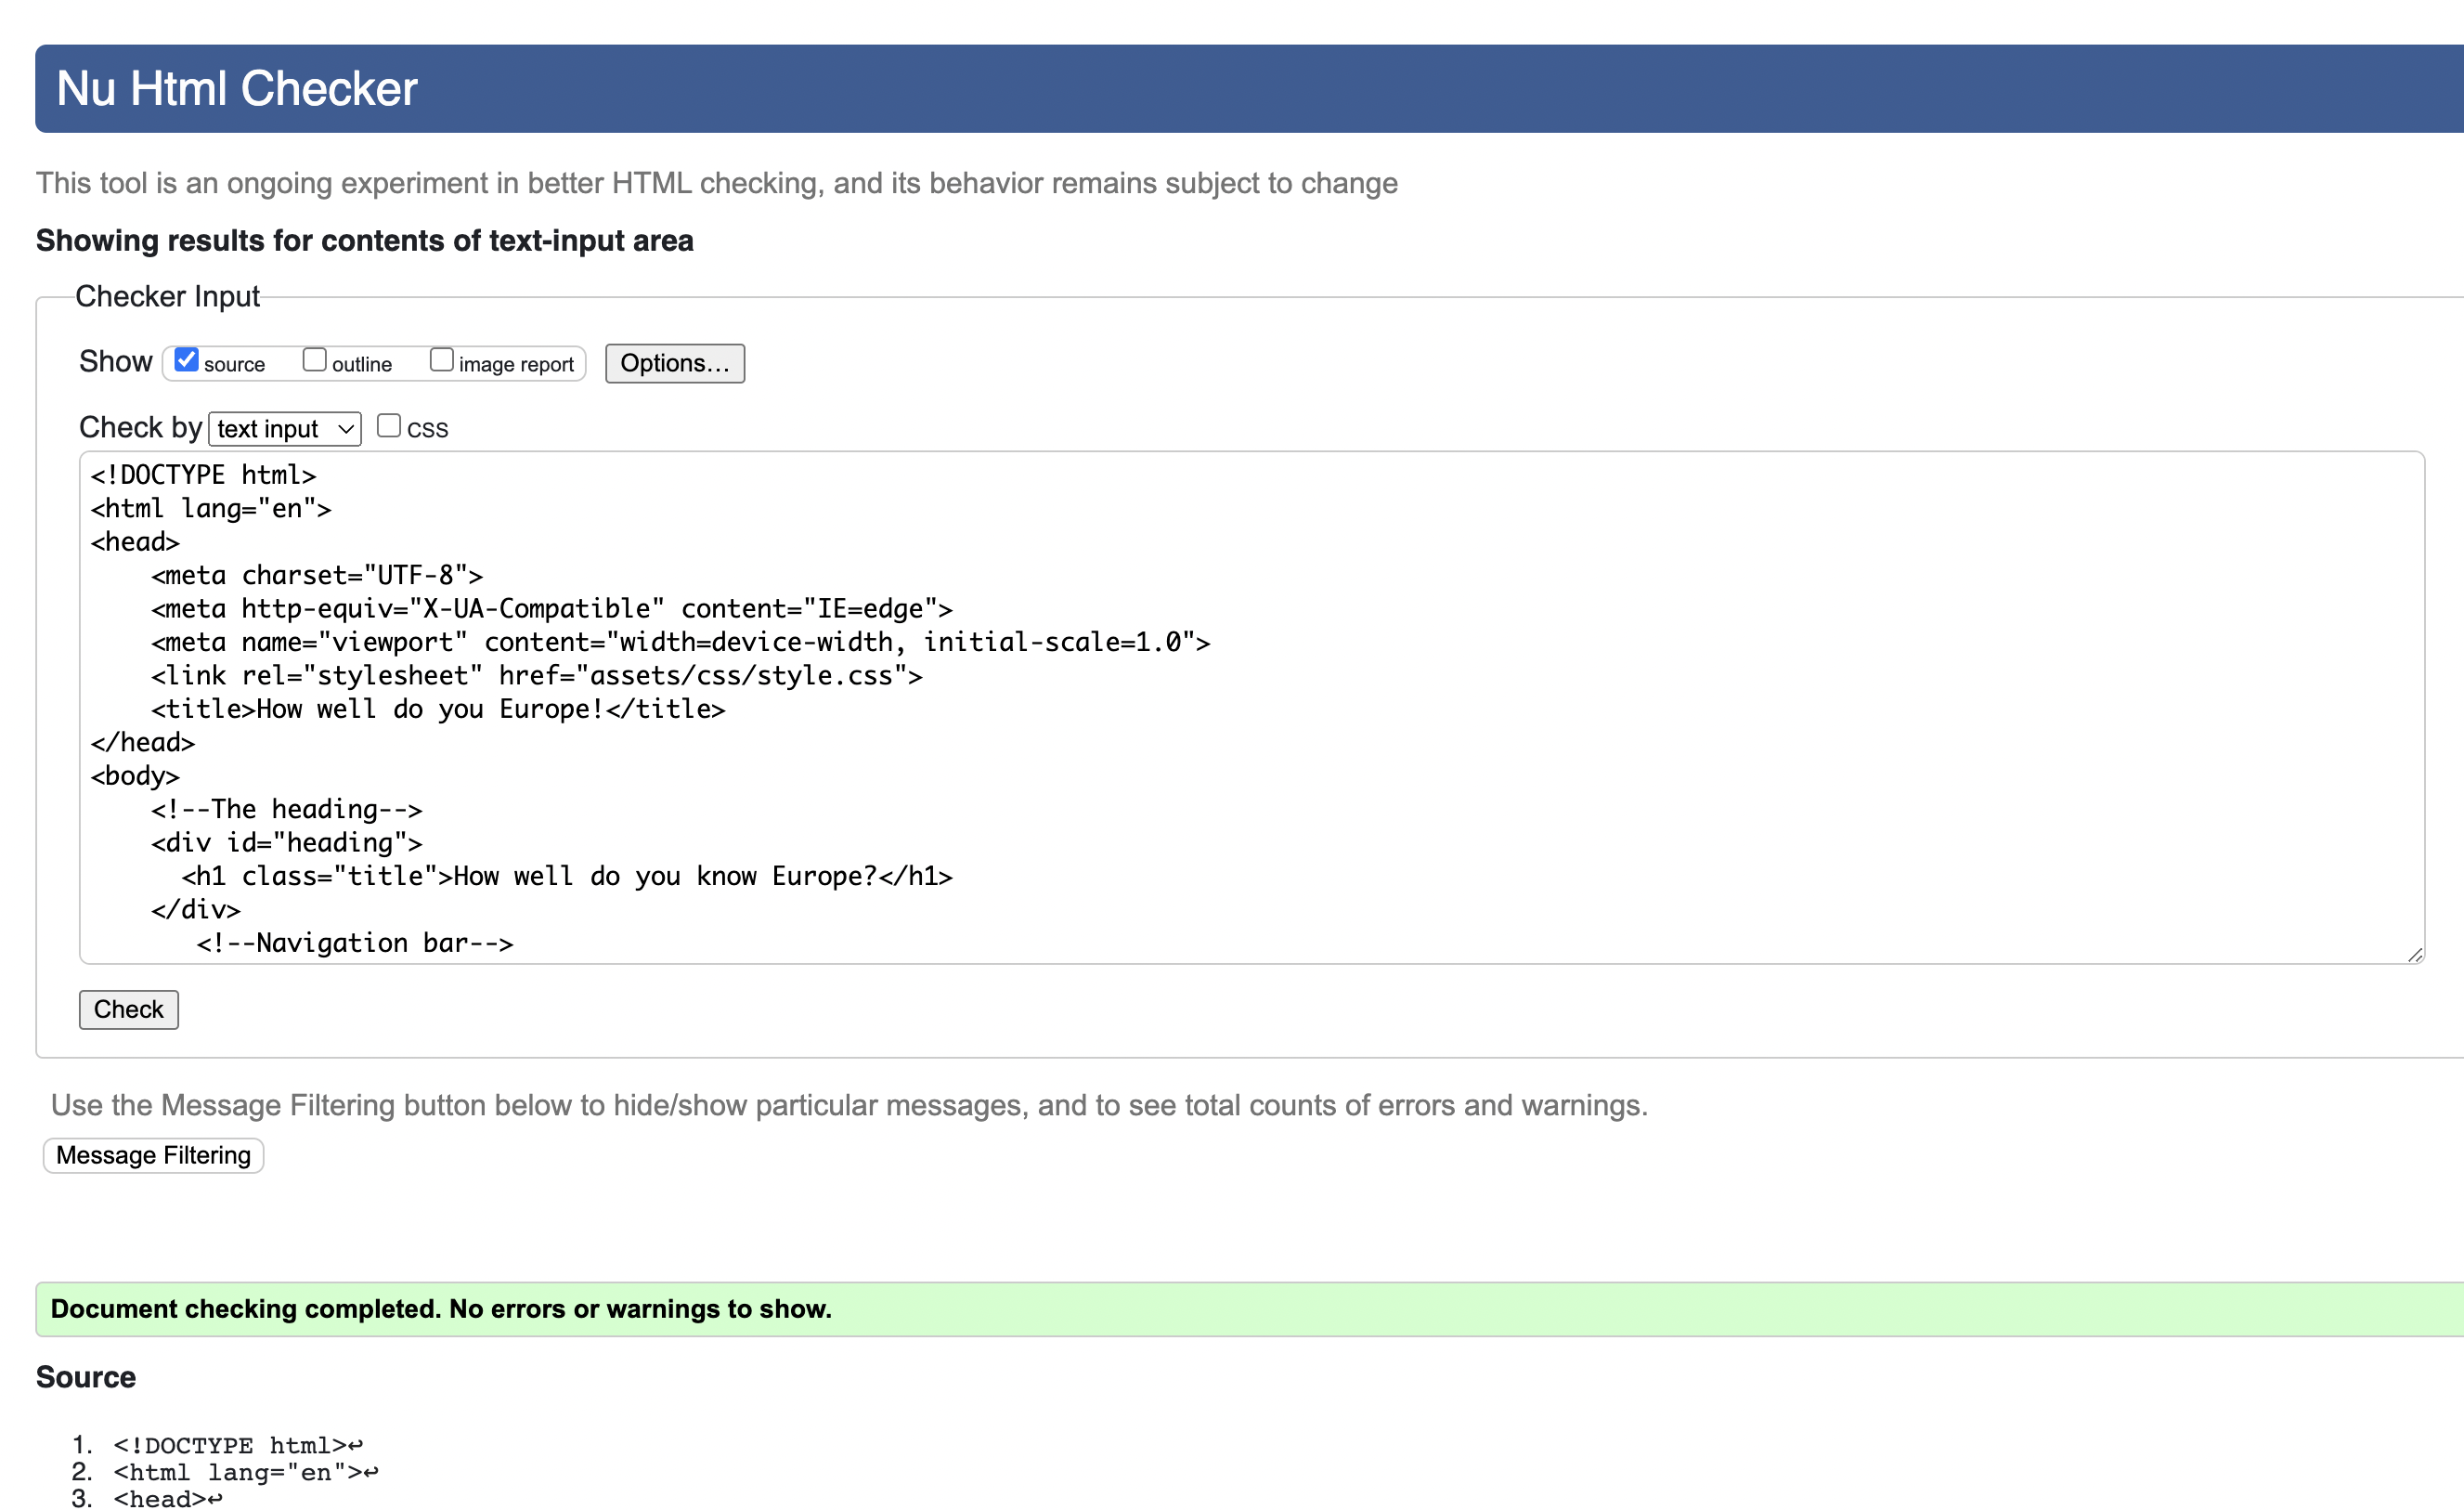 Nu Html Checker
This tool is an ongoing experiment in better HTML checking, and its behavior remains subject to change
Showing results for contents of text-input area
Checker Input
Show source outline image report Options...
Check by text input CSS
<!DOCTYPE html>
<html lang="en">
<head>
    <meta charset="UTF-8">
    <meta http-equiv="X-UA-Compatible" content="IE=edge">
    <meta name="viewport" content="width=device-width, initial-scale=1.0">
    <link rel="stylesheet" href="assets/css/style.css">
    <title>How well do you Europe!</title>
</head>
<body>
    <!--The heading-->
    <div id="heading">
      <h1 class="title">How well do you know Europe?</h1>
    </div>
       <!--Navigation bar-->
Check
Use the Message Filtering button below to hide/show particular messages, and to see total counts of errors and warnings.
Message Filtering
Document checking completed. No errors or warnings to show.
Source
1. <!DOCTYPE html>↩
2. <html lang="en">↩
3. <head>↩